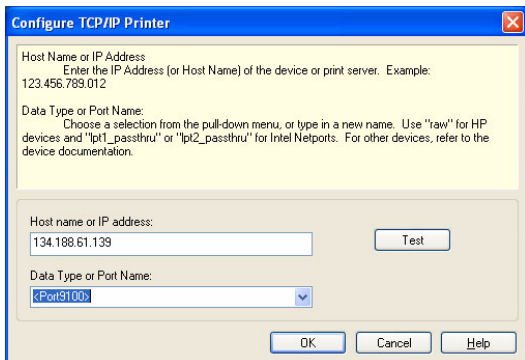 Configure TCP/IP Printer
Host Name or IP Address
Enter the IP Address (or Host Name) of the device or print server. Example:
123.456.789.012
Data Type or Port Name:
Choose a selection from the pull-down menu, or type in a new name. Use "raw" for HP
devices and "lpt1_passthru" or "lpt2_passthru" for Intel Netports. For other devices, refer to the
device documentation.
Host name or IP address:
134.188.61.139
Test
Data Type or Port Name:
<Port9100>
OK
Cancel
Help